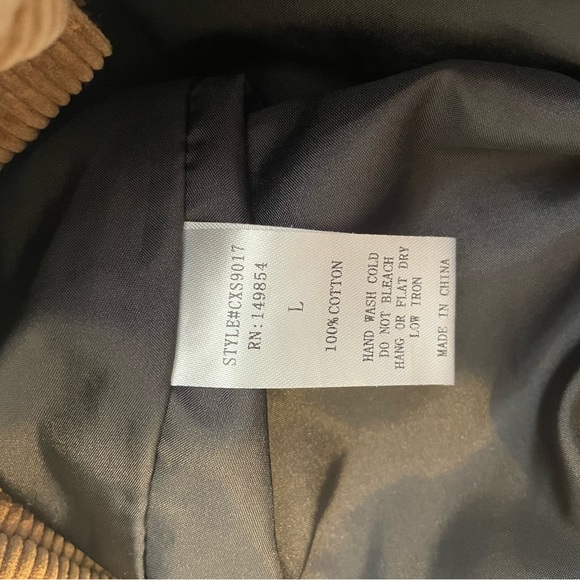 STYLE#CXS9017
RN:149854
L
100%COTTON
HAND WASH COLD
DO NOT BLEACH
HANG OR FLAT DRY
LOW IRON
MADE IN CHINA